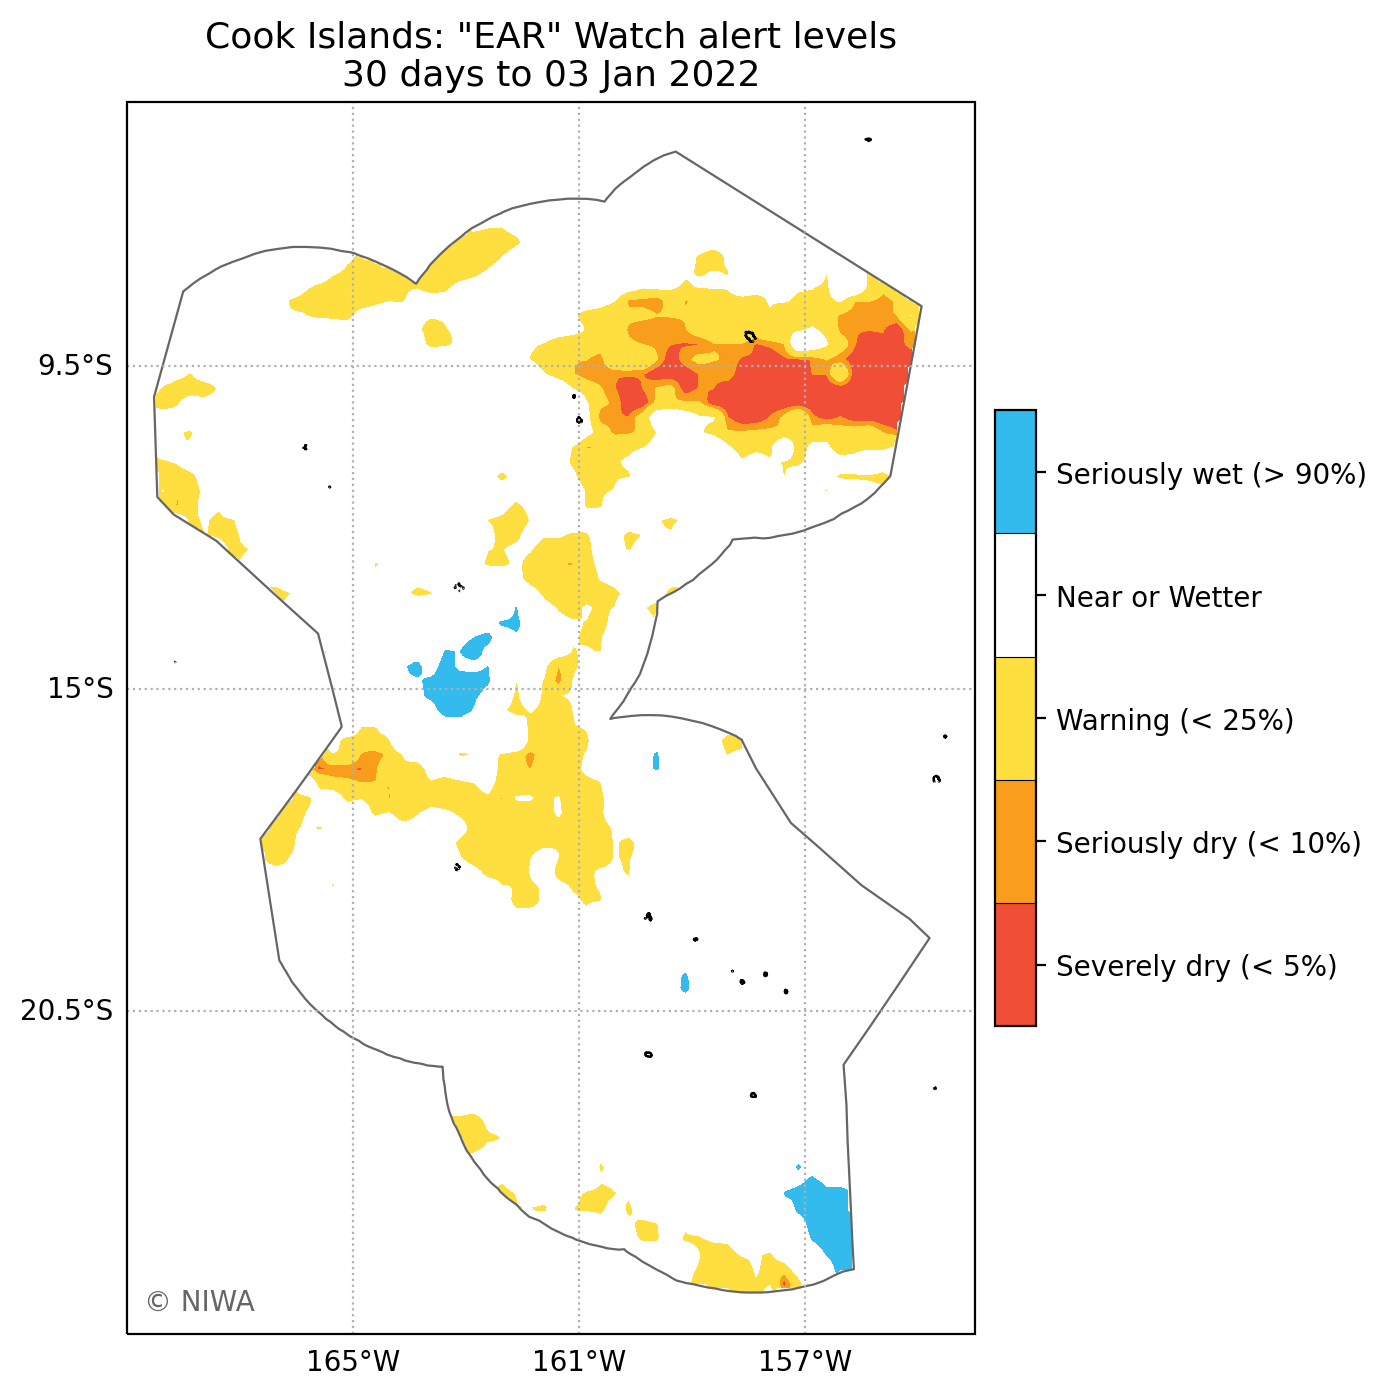 Cook Islands: "EAR" Watch alert levels
30 days to 03 Jan 2022
9.5°S
15°S
20.5°S
165°W
161°W
157°W
Seriously wet (> 90%)
Near or Wetter
Warning (< 25%)
Seriously dry (< 10%)
Severely dry (< 5%)
© NIWA